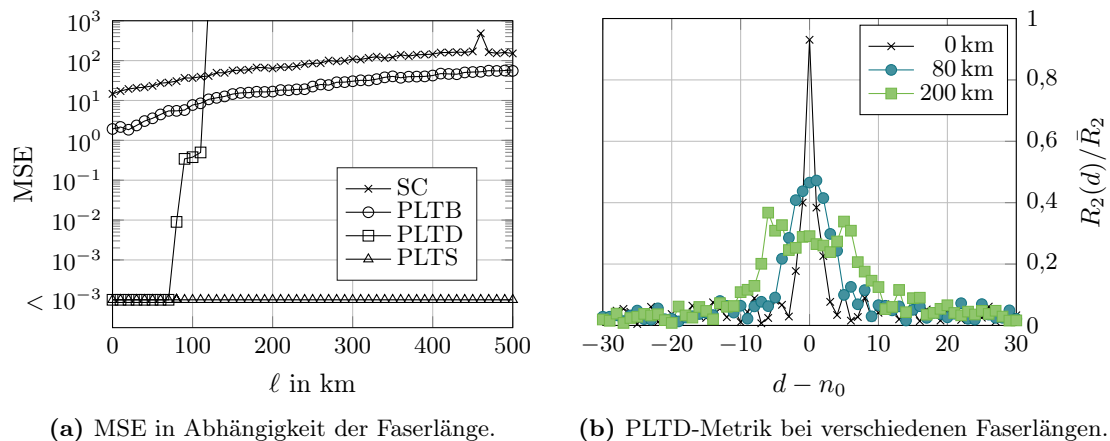 10^3
10^2
10^1
10^0
10^−1
10^−2
10^−3
< 10^−3
MSE
SC
PLTB
PLTD
PLTS
0 100 200 300 400 500
ℓ in km
(a) MSE in Abhängigkeit der Faserlänge.
0 km
80 km
200 km
1
0,8
0,6
0,4
0,2
0
R_2(d)/R̄_2
−30 −20 −10 0 10 20 30
d − n_0
(b) PLTD-Metrik bei verschiedenen Faserlängen.